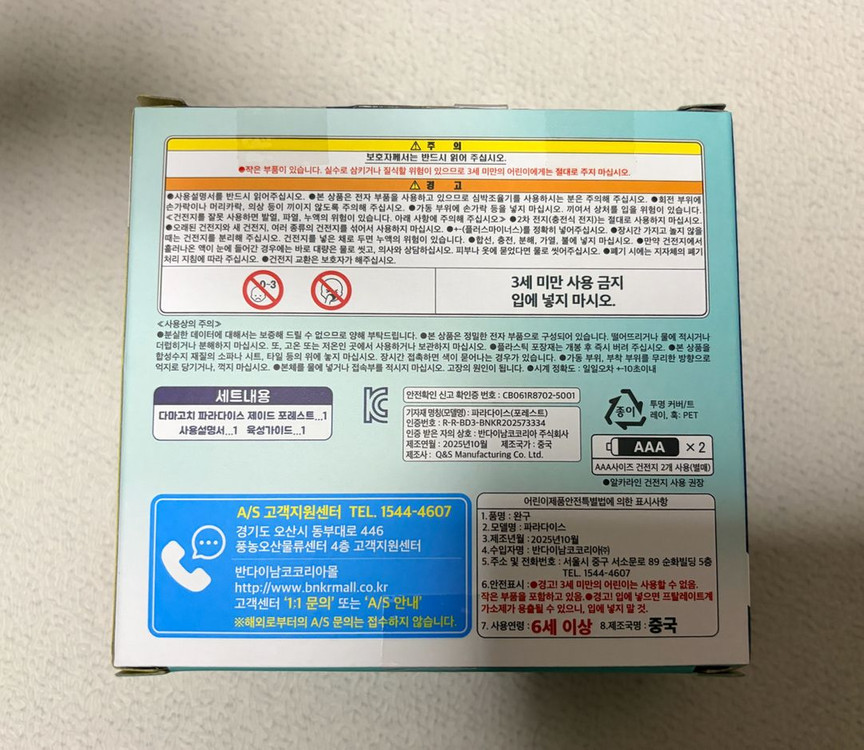 ⚠ 주 의
보호자께서는 반드시 읽어 주십시오.
●작은 부품이 있습니다. 실수로 삼키거나 질식할 위험이 있으므로 3세 미만의 어린이에게는 절대로 주지 마십시오.
⚠ 경 고
●사용설명서를 반드시 읽어주십시오. ●본 상품은 전자 부품을 사용하고 있으므로 심박조율기를 사용하시는 분은 주의해 주십시오. ●회전 부위에
손가락이나 머리카락, 의상 등이 끼이지 않도록 주의해 주십시오. ●가동 부위에 손가락 등을 넣지 마십시오. 끼여서 상처를 입을 위험이 있습니다.
≪건전지를 잘못 사용하면 발열, 파열, 누액의 위험이 있습니다. 아래 사항에 주의해 주십시오≫ ●2차 전지(충전식 전지)는 절대로 사용하지 마십시오.
●오래된 건전지와 새 건전지, 여러 종류의 건전지를 섞어서 사용하지 마십시오. ●+-(플러스마이너스)를 정확히 넣어주십시오. ●장시간 가지고 놀지 않을
때는 건전지를 분리해 주십시오. 건전지를 넣은 채로 두면 누액의 위험이 있습니다. ●합선, 충전, 분해, 가열, 불에 넣지 마십시오. ●만약 건전지에서
흘러나온 액이 눈에 들어간 경우에는 바로 대량은 물로 씻고, 의사와 상담하십시오. 피부나 옷에 묻었다면 물로 씻어주십시오. ●폐기 시에는 지자체의 폐기
처리 지침에 따라 주십시오. ●건전지 교환은 보호자가 해주십시오.
0-3
3세 미만 사용 금지
입에 넣지 마시오.
≪사용상의 주의≫
●분실한 데이터에 대해서는 보증해 드릴 수 없으므로 양해 부탁드립니다. ●본 상품은 정밀한 전자 부품으로 구성되어 있습니다. 떨어뜨리거나 물에 적시거나
더럽히거나 분해하지 마십시오. 또, 고온 또는 저온인 곳에서 사용하거나 보관하지 마십시오. ●플라스틱 포장재는 개봉 후 즉시 버려 주십시오. ●본 상품을
합성수지 재질의 소파나 시트, 타일 등의 위에 놓지 마십시오. 장시간 접촉하면 색이 묻어나는 경우가 있습니다. ●가동 부위, 부착 부위를 무리한 방향으로
억지로 당기거나, 꺽지 마십시오. ●본체를 물에 넣거나 접속부를 적시지 마십시오. 고장의 원인이 됩니다. ●시계 정확도 : 일일오차 +-10초이내
세트내용
다마고치 파라다이스 제이드 포레스트...1
사용설명서...1 육성가이드...1
KC
안전확인 신고 확인증 번호 : CB061R8702-5001
기자재 명칭(모델명) : 파라다이스(포레스트)
인증번호 : R-R-BD3-BNKR202573334
인증 받은 자의 상호 : 반다이남코코리아 주식회사
제조연월 : 2025년 10월 제조국가 : 중국
제조사 : Q&S Manufacturing Co. Ltd.
종이
투명 커버/트
레이, 훅: PET
AAA × 2
AAA사이즈 건전지 2개 사용(별매)
●알카라인 건전지 사용 권장
A/S 고객지원센터 TEL. 1544-4607
경기도 오산시 동부대로 446
풍농오산물류센터 4층 고객지원센터
반다이남코코리아몰
http://www.bnkrmall.co.kr
고객센터 '1:1 문의' 또는 'A/S 안내'
※해외로부터의 A/S 문의는 접수하지 않습니다.
어린이제품안전특별법에 의한 표시사항
1.품명 : 완구
2.모델명 : 파라다이스
3.제조년월 : 2025년10월
4.수입자명 : 반다이남코코리아㈜
5.주소 및 전화번호 : 서울시 중구 서소문로 89 순화빌딩 5층
TEL. 1544-4607
6.안전표시 : ●경고! 3세 미만의 어린이는 사용할 수 없음.
작은 부품을 포함하고 있음. ●경고! 입에 넣으면 프탈레이트계
가소제가 용출될 수 있으니, 입에 넣지 말 것.
7. 사용연령 : 6세 이상 8.제조국명 : 중국